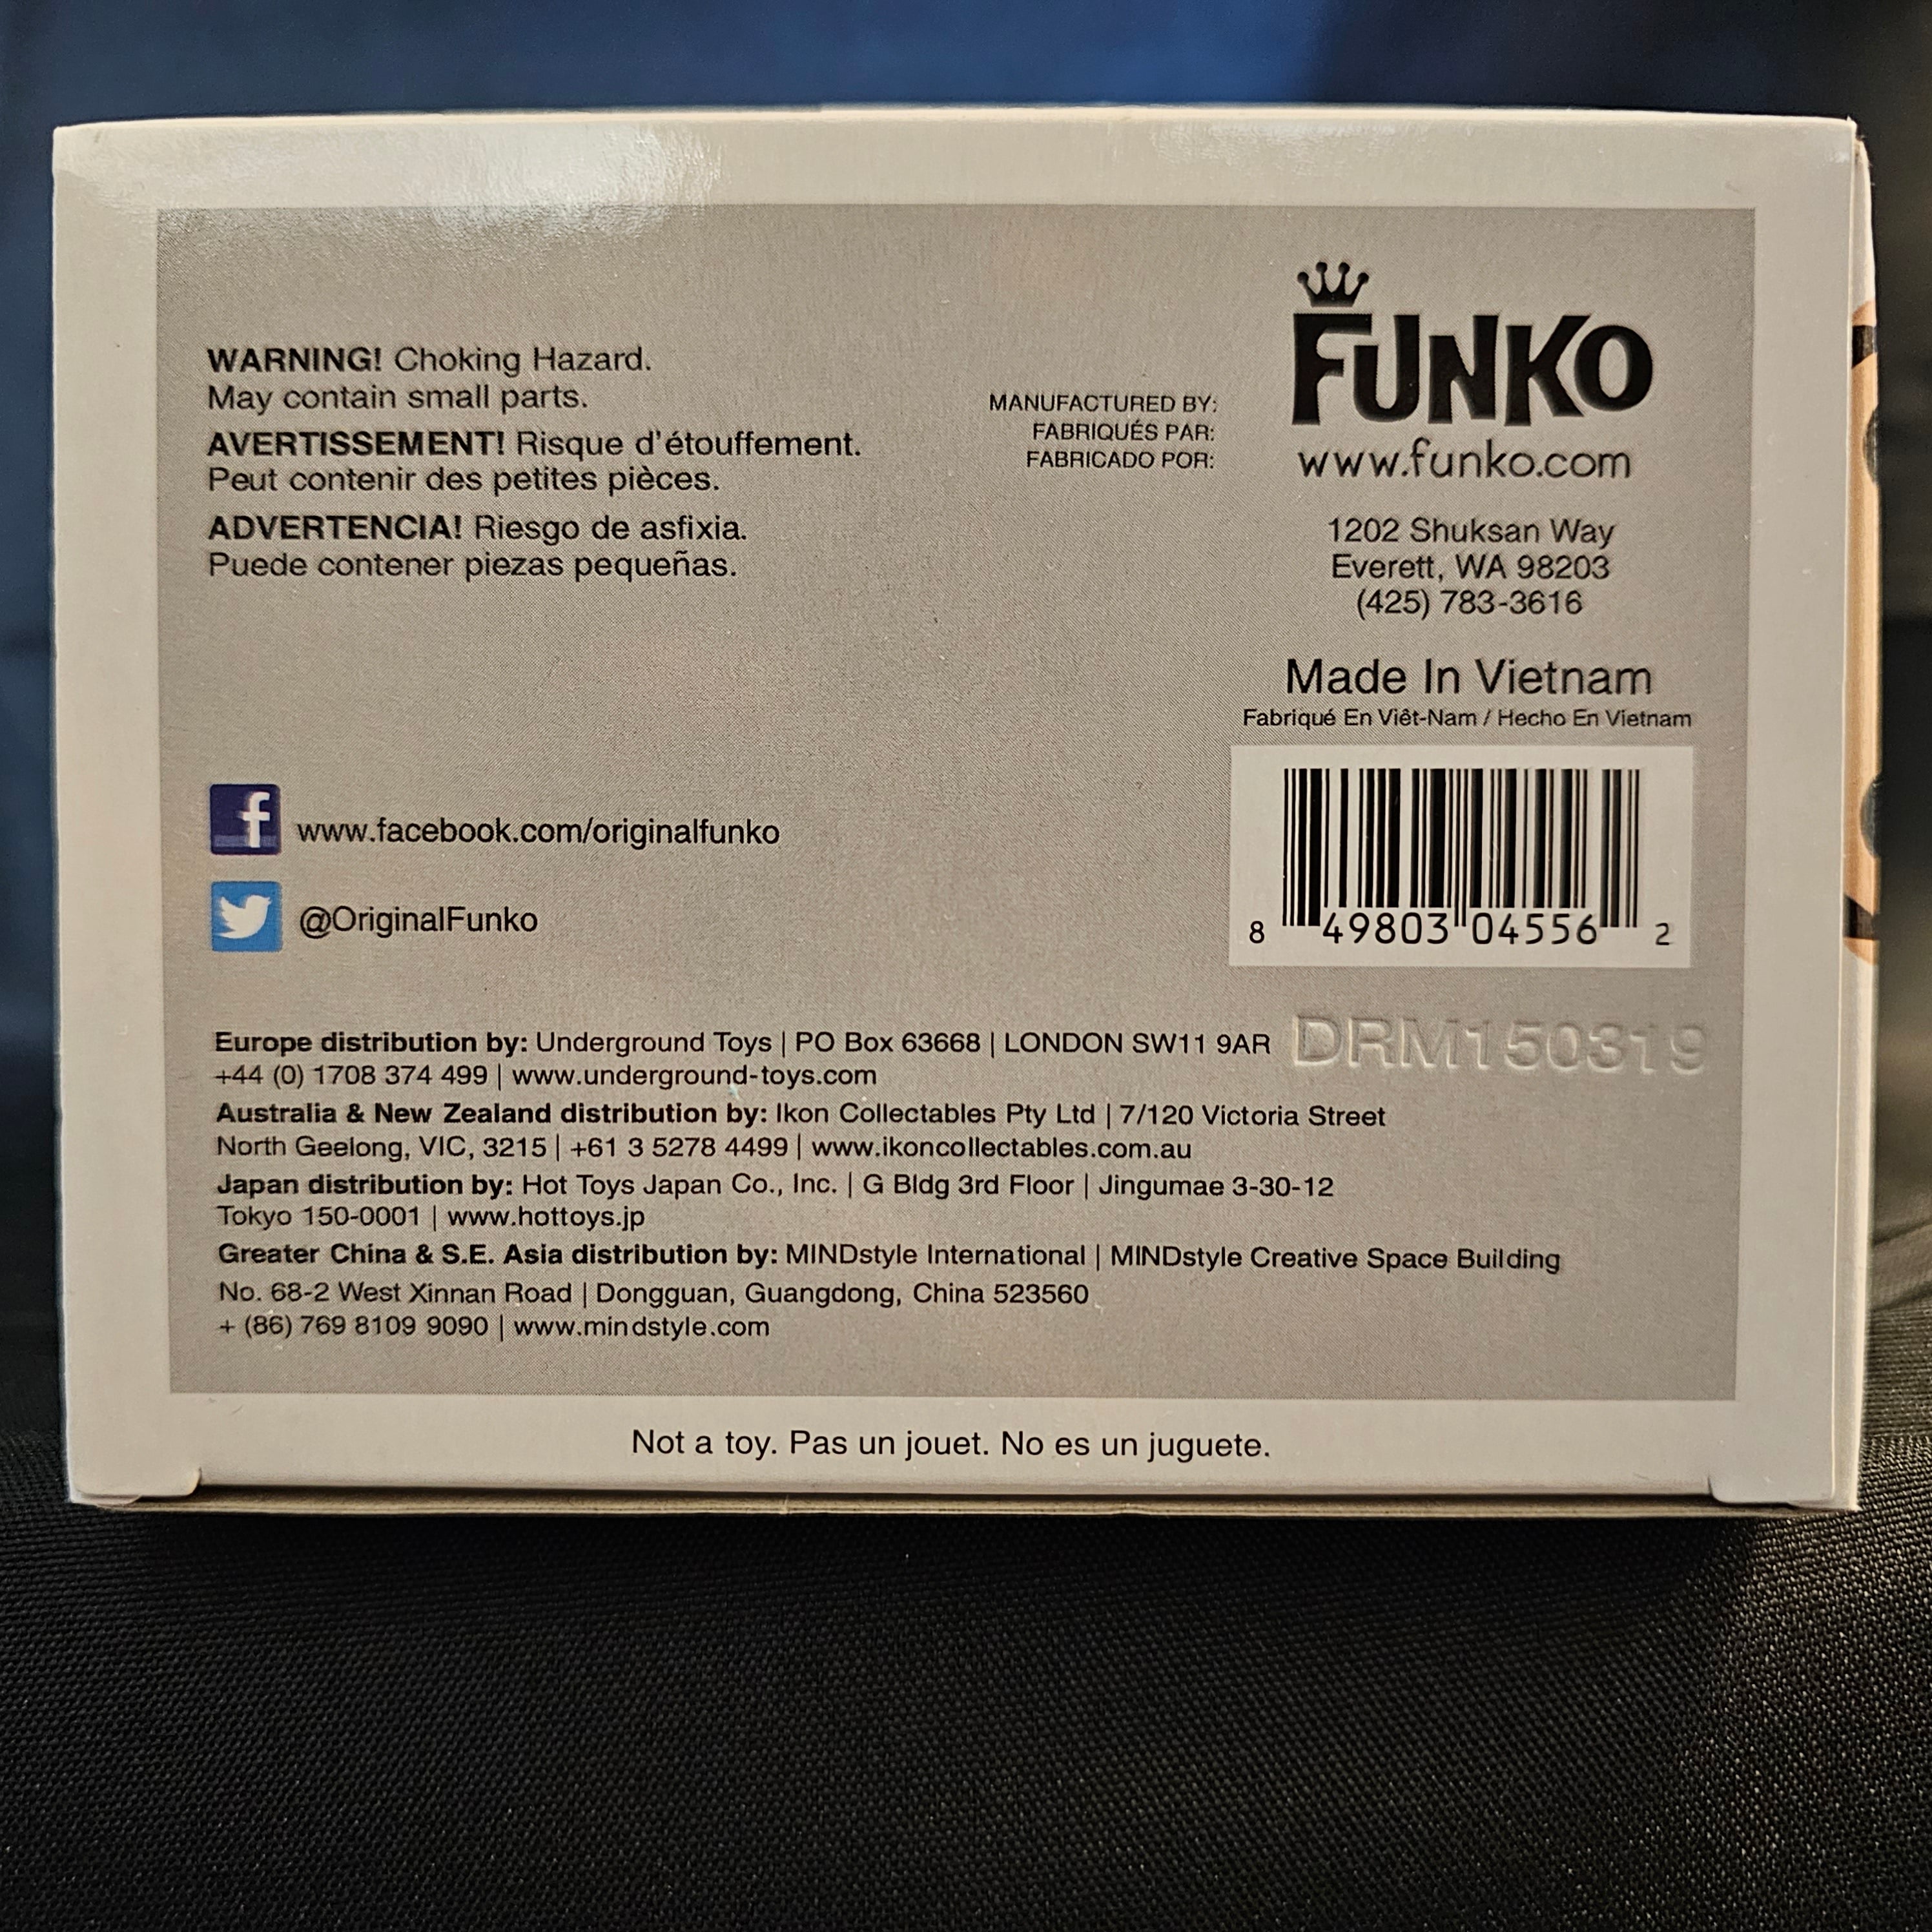 WARNING! Choking Hazard.
May contain small parts.
AVERTISSEMENT! Risque d'étouffement.
Peut contenir des petites pièces.
ADVERTENCIA! Riesgo de asfixia.
Puede contener piezas pequeñas.
MANUFACTURED BY:
FABRIQUÉS PAR:
FABRICADO POR:
FUNKO
www.funko.com
1202 Shuksan Way
Everett, WA 98203
(425) 783-3616
Made In Vietnam
Fabriqué En Viêt-Nam / Hecho En Vietnam
f www.facebook.com/originalfunko
@OriginalFunko
8 49803 04556 2
DRM150319
Europe distribution by: Underground Toys | PO Box 63668 | LONDON SW11 9AR
+44 (0) 1708 374 499 | www.underground-toys.com
Australia & New Zealand distribution by: Ikon Collectables Pty Ltd | 7/120 Victoria Street
North Geelong, VIC, 3215 | +61 3 5278 4499 | www.ikoncollectables.com.au
Japan distribution by: Hot Toys Japan Co., Inc. | G Bldg 3rd Floor | Jingumae 3-30-12
Tokyo 150-0001 | www.hottoys.jp
Greater China & S.E. Asia distribution by: MINDstyle International | MINDstyle Creative Space Building
No. 68-2 West Xinnan Road | Dongguan, Guangdong, China 523560
+ (86) 769 8109 9090 | www.mindstyle.com
Not a toy. Pas un jouet. No es un juguete.